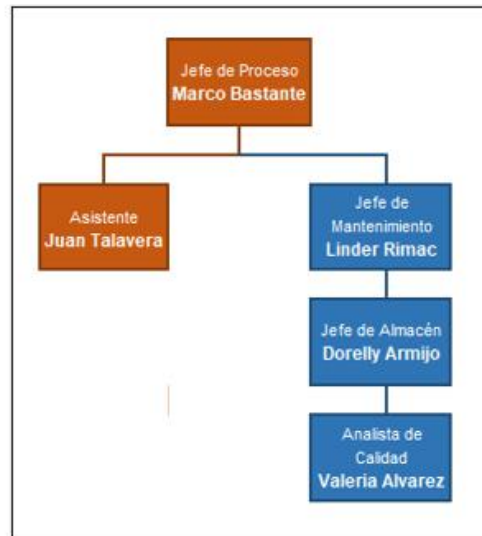 Jefe de Proceso
Marco Bastante
Asistente
Juan Talavera
Jefe de
Mantenimiento
Linder Rimac
Jefe de Almacén
Dorelly Armijo
Analista de
Calidad
Valeria Alvarez